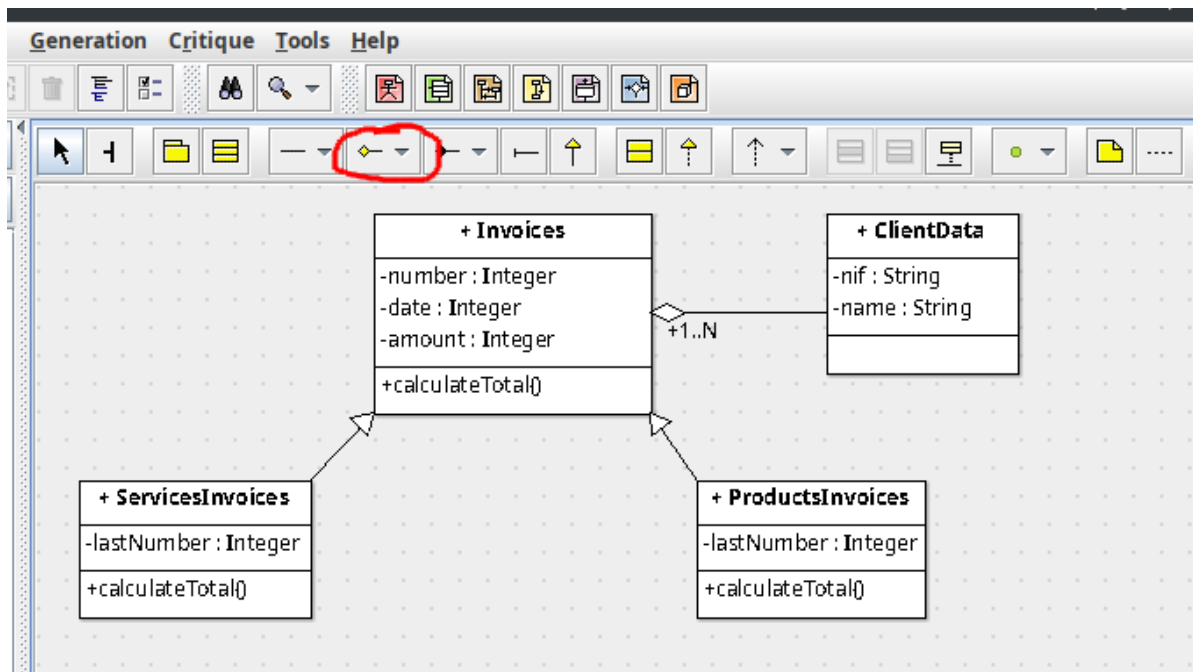 Generation Critique Tools Help
+ Invoices
-number : Integer
-date : Integer
-amount : Integer
+calculateTotal()
+ ClientData
-nif : String
-name : String
+1..N
+ ServicesInvoices
-lastNumber : Integer
+calculateTotal()
+ ProductsInvoices
-lastNumber : Integer
+calculateTotal()